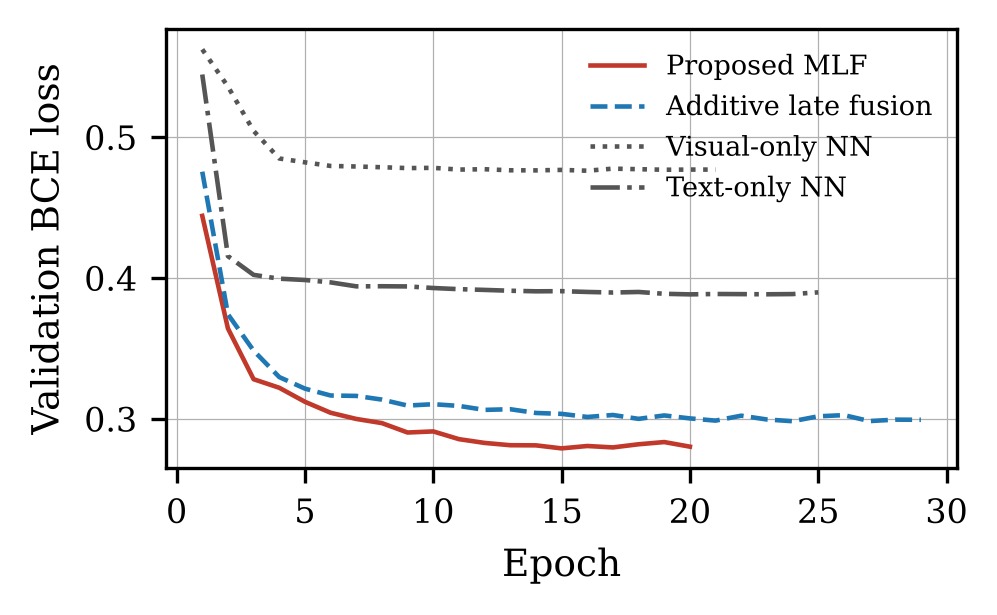 Validation BCE loss
0.5
0.4
0.3
Proposed MLF
Additive late fusion
Visual-only NN
Text-only NN
0 5 10 15 20 25 30
Epoch